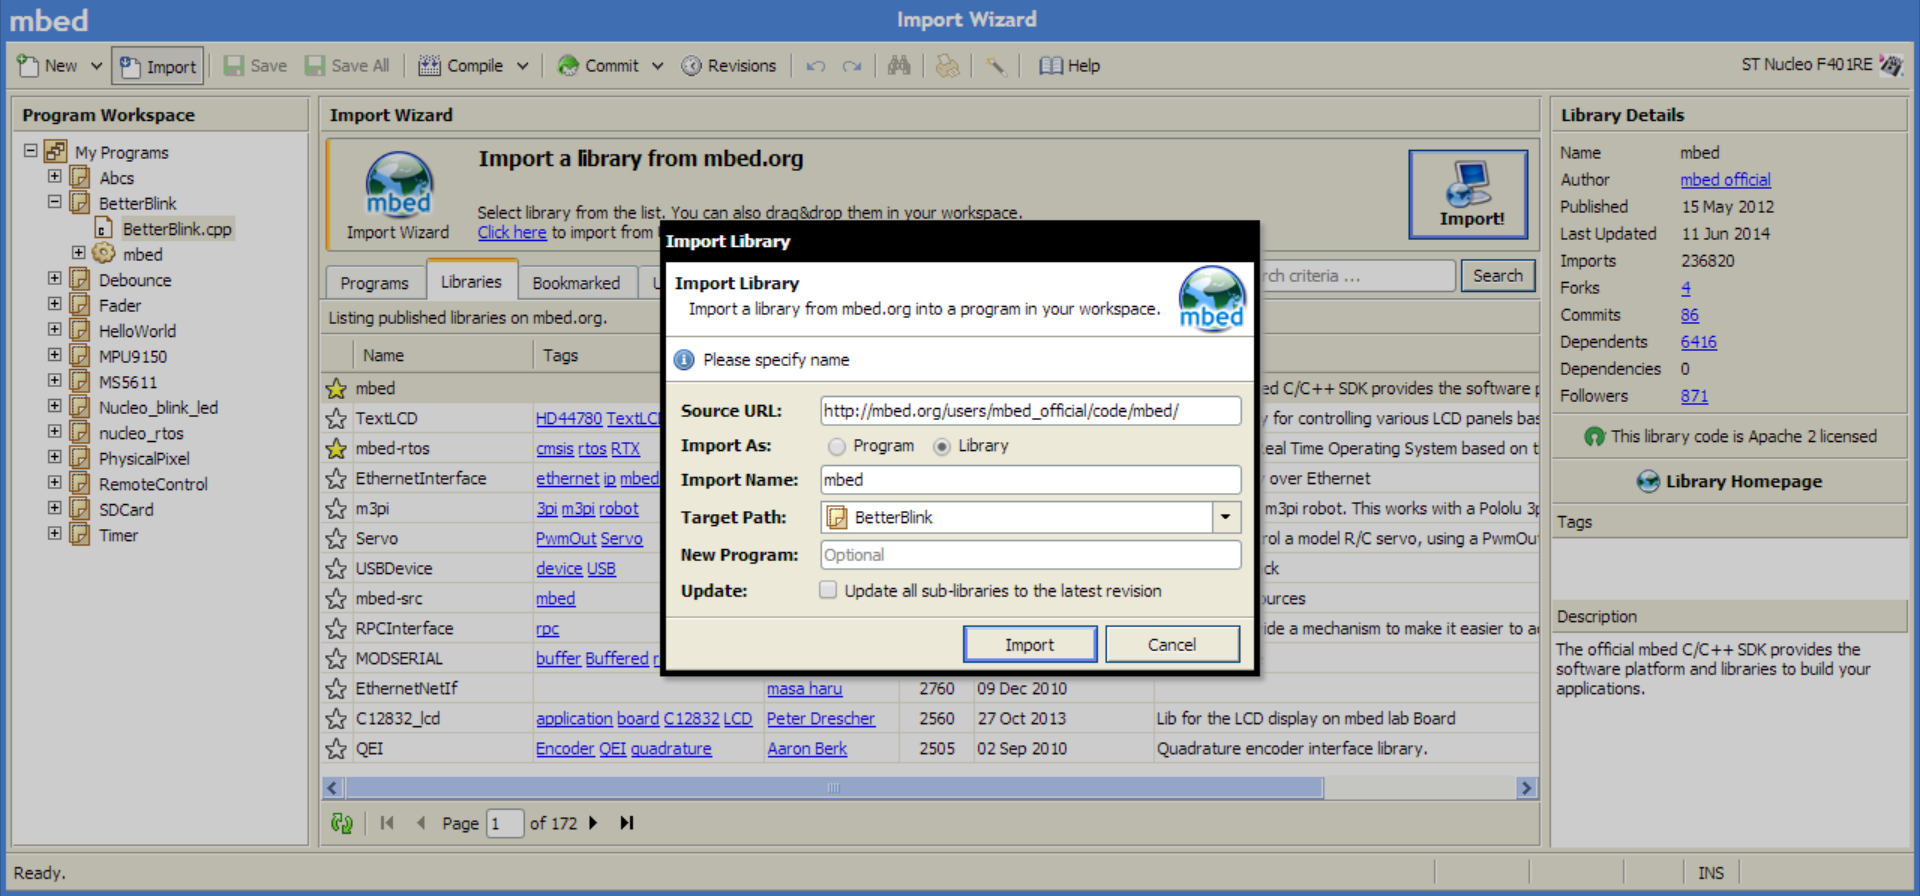 mbed
Import Wizard
New
Import
Save
Save All
Compile
Commit
Revisions
Help
ST Nucleo F401RE
Program Workspace
My Programs
Abcs
BetterBlink
BetterBlink.cpp
mbed
Debounce
Fader
HelloWorld
MPU9150
MS5611
Nucleo_blink_led
nucleo_rtos
PhysicalPixel
RemoteControl
SDCard
Timer
Import Wizard
mbed
Import Wizard
Import a library from mbed.org
Select library from the list. You can also drag&drop them in your workspace.
Click here to import from
Import!
Programs
Libraries
Bookmarked
rch criteria ...
Search
Listing published libraries on mbed.org.
Name
Tags
mbed
ed C/C++ SDK provides the software p
TextLCD HD44780 TextLC
y for controlling various LCD panels bas
mbed-rtos cmsis rtos RTX
eal Time Operating System based on t
EthernetInterface ethernet ip mbed
over Ethernet
m3pi 3pi m3pi robot
m3pi robot. This works with a Pololu 3p
Servo PwmOut Servo
rol a model R/C servo, using a PwmOu
USBDevice device USB
ck
mbed-src mbed
ources
RPCInterface rpc
ide a mechanism to make it easier to a
MODSERIAL buffer Buffered r
EthernetNetIf masa haru 2760 09 Dec 2010
C12832_lcd application board C12832 LCD Peter Drescher 2560 27 Oct 2013 Lib for the LCD display on mbed lab Board
QEI Encoder QEI quadrature Aaron Berk 2505 02 Sep 2010 Quadrature encoder interface library.
Page 1 of 172
Import Library
Import Library
Import a library from mbed.org into a program in your workspace.
mbed
Please specify name
Source URL: http://mbed.org/users/mbed_official/code/mbed/
Import As: Program Library
Import Name: mbed
Target Path: BetterBlink
New Program: Optional
Update: Update all sub-libraries to the latest revision
Import
Cancel
Library Details
Name mbed
Author mbed official
Published 15 May 2012
Last Updated 11 Jun 2014
Imports 236820
Forks 4
Commits 86
Dependents 6416
Dependencies 0
Followers 871
This library code is Apache 2 licensed
Library Homepage
Tags
Description
The official mbed C/C++ SDK provides the
software platform and libraries to build your
applications.
Ready.
INS